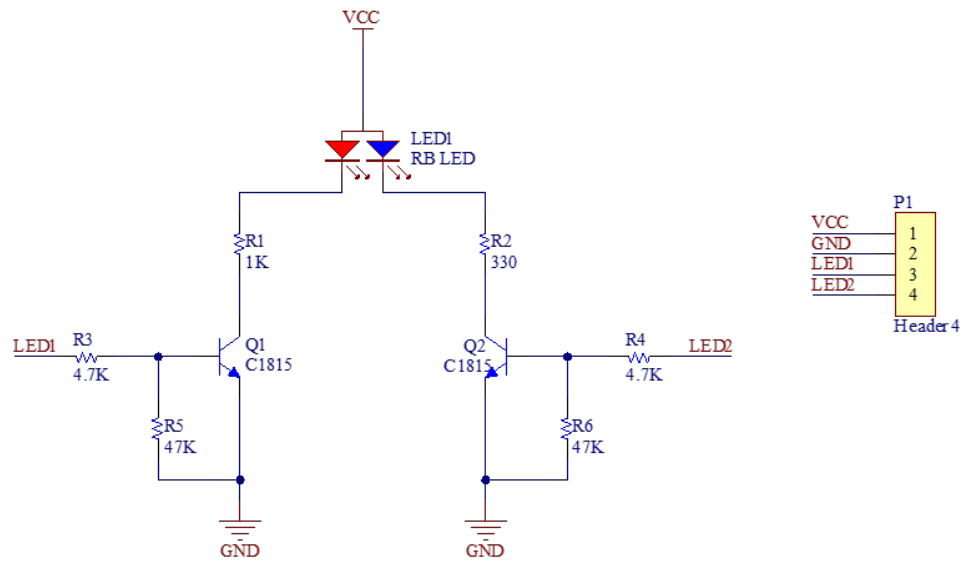 VCC
LED1
RB LED
R1
1K
R2
330
P1
VCC
1
GND
2
LED1
3
LED2
4
Header 4
LED1
R3
4.7K
Q1
C1815
Q2
C1815
R4
4.7K
LED2
R5
47K
R6
47K
GND
GND